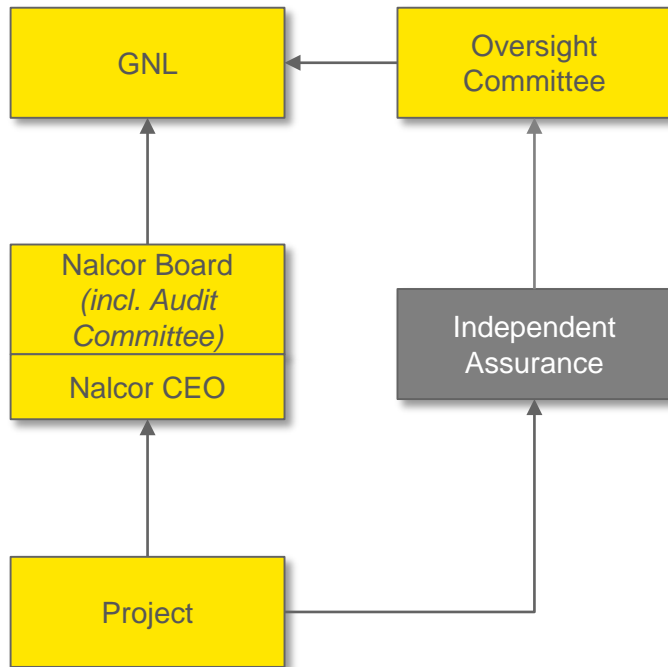 GNL
Oversight
Committee
Nalcor Board
(incl. Audit
Committee)
Nalcor CEO
Independent
Assurance
Project